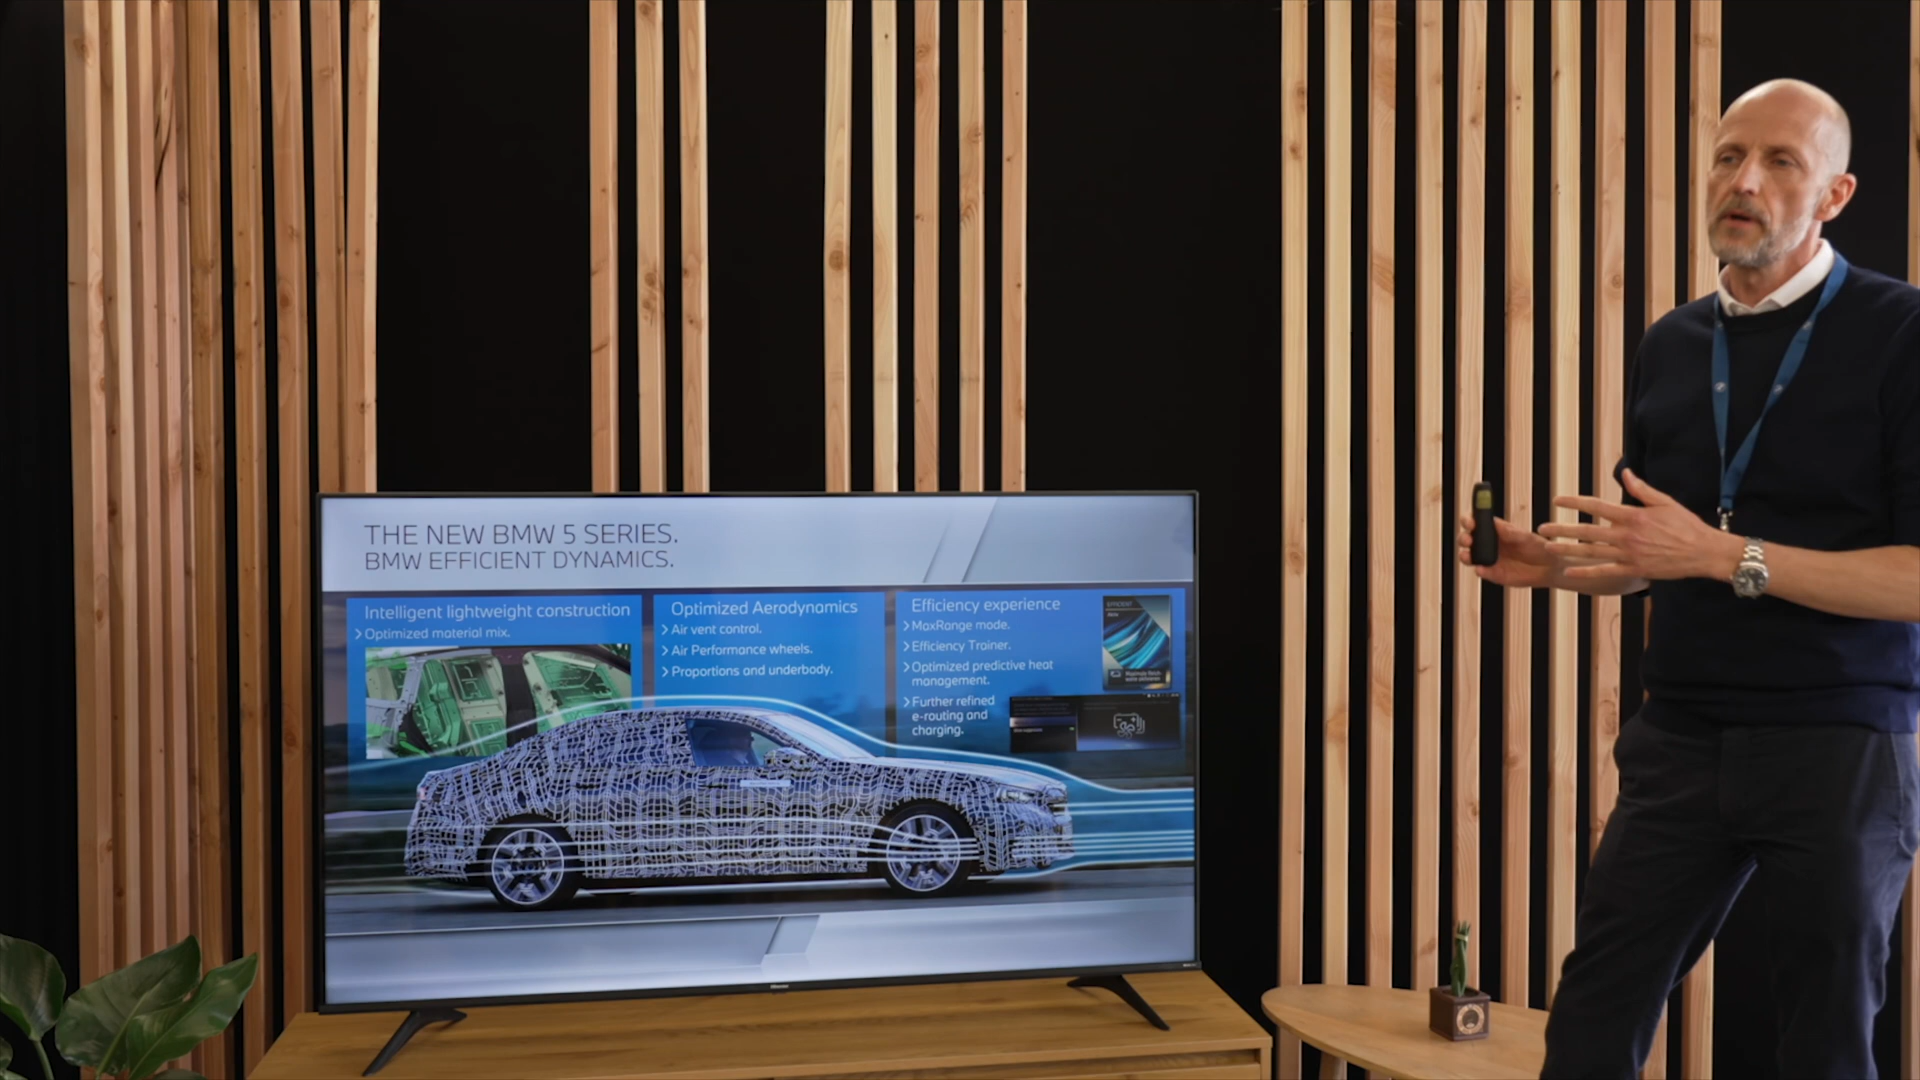 THE NEW BMW 5 SERIES.
BMW EFFICIENT DYNAMICS.
Intelligent lightweight construction
Optimized material mix.
Optimized Aerodynamics
Air vent control.
Air Performance wheels.
Proportions and underbody.
Efficiency experience
MaxRange mode.
Efficiency Trainer.
Optimized predictive heat
management.
Further refined
e-routing and
charging.
EFFICIENT
Hisense